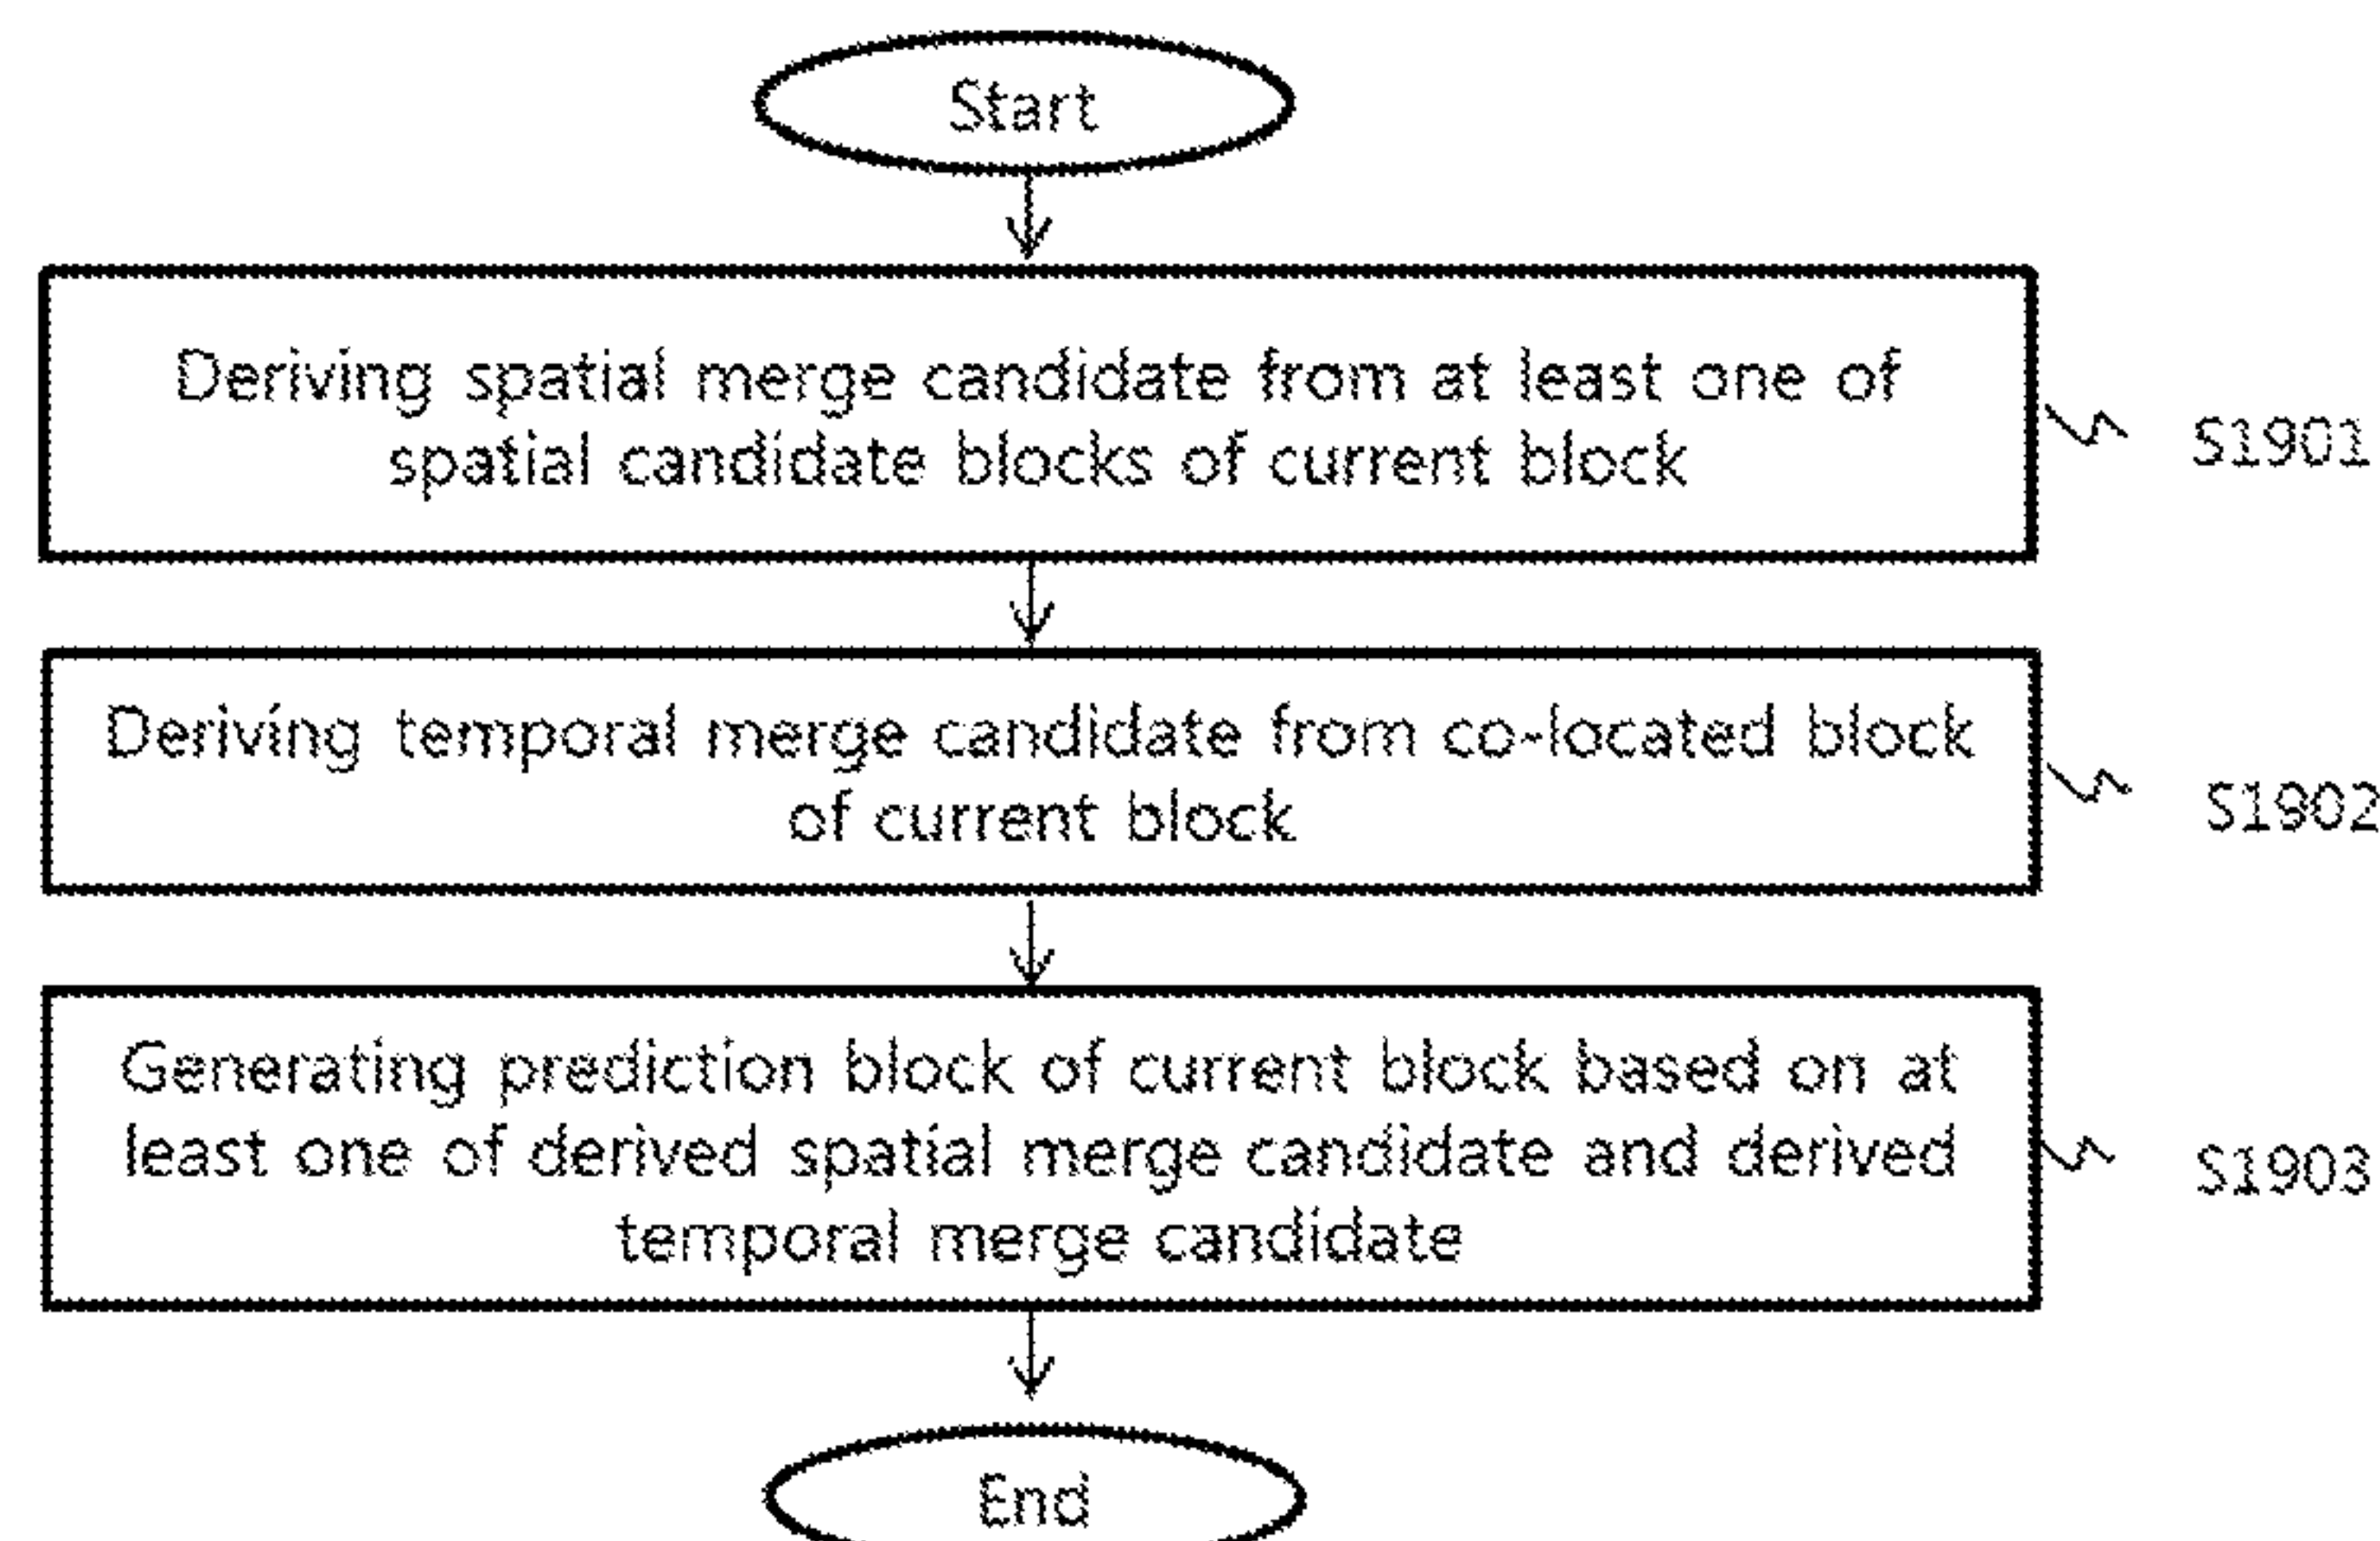 Start
Deriving spatial merge candidate from at least one of
spatial candidate blocks of current block
S1901
Deriving temporal merge candidate from co-located block
of current block
S1902
Generating prediction block of current block based on at
least one of derived spatial merge candidate and derived
temporal merge candidate
S1903
End